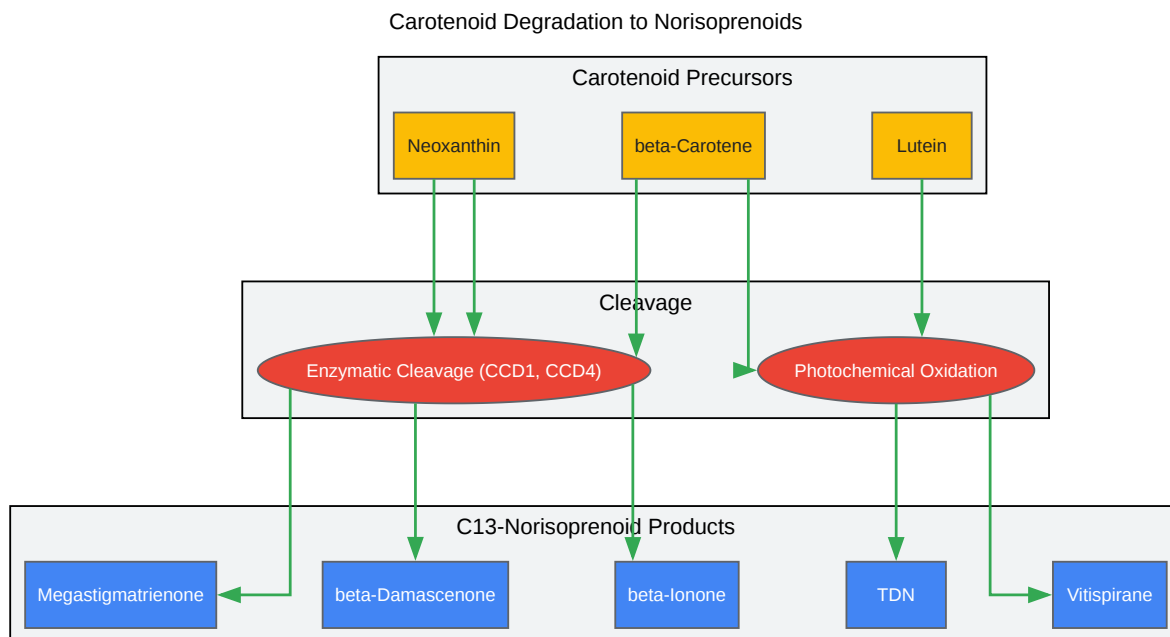 Carotenoid Degradation to Norisoprenoids
Carotenoid Precursors
Neoxanthin
beta-Carotene
Lutein
Cleavage
Enzymatic Cleavage (CCD1, CCD4)
Photochemical Oxidation
C13-Norisoprenoid Products
Megastigmatrienone
beta-Damascenone
beta-Ionone
TDN
Vitispirane